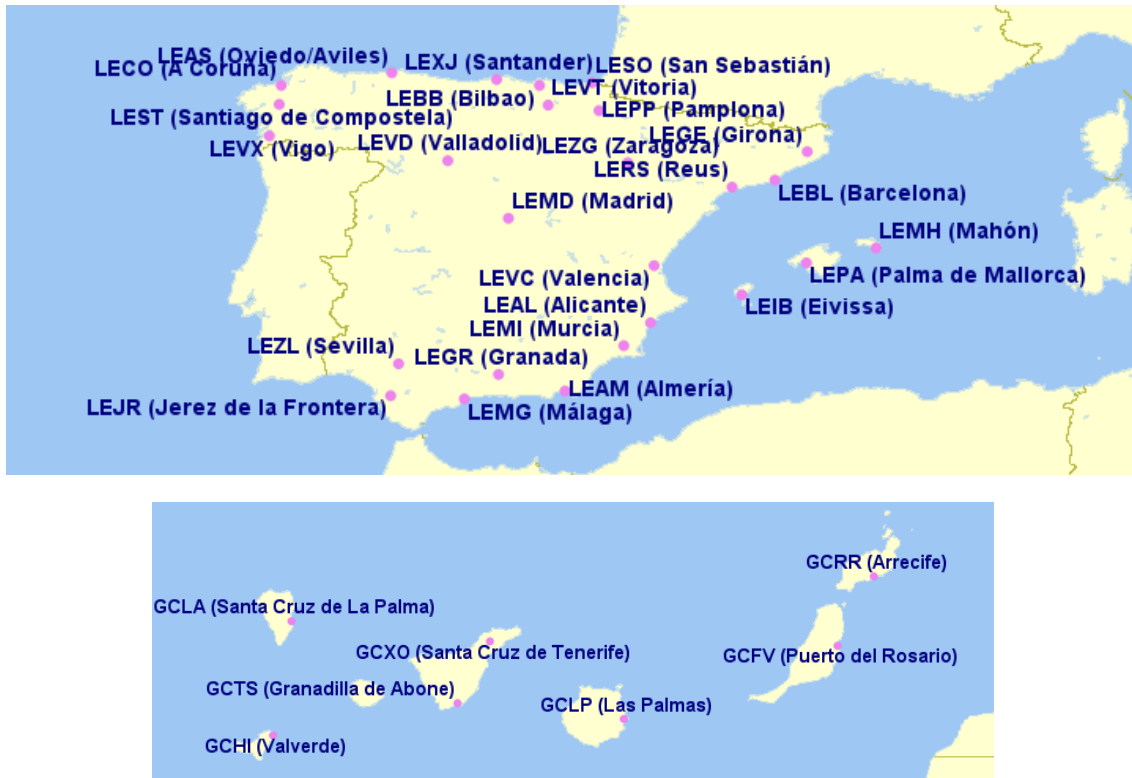 LEAS (Oviedo/Aviles)
LECO (A Coruña)
LEXJ (Santander)
LESO (San Sebastián)
LEVT (Vitoria)
LEBB (Bilbao)
LEPP (Pamplona)
LEST (Santiago de Compostela)
LEGE (Girona)
LEVX (Vigo)
LEVD (Valladolid)
LEZG (Zaragoza)
LERS (Reus)
LEBL (Barcelona)
LEMD (Madrid)
LEMH (Mahón)
LEPA (Palma de Mallorca)
LEVC (Valencia)
LEIB (Eivissa)
LEAL (Alicante)
LEMI (Murcia)
LEZL (Sevilla)
LEGR (Granada)
LEAM (Almería)
LEJR (Jerez de la Frontera)
LEMG (Málaga)
GCRR (Arrecife)
GCLA (Santa Cruz de La Palma)
GCXO (Santa Cruz de Tenerife)
GCFV (Puerto del Rosario)
GCTS (Granadilla de Abone)
GCLP (Las Palmas)
GCHI (Valverde)